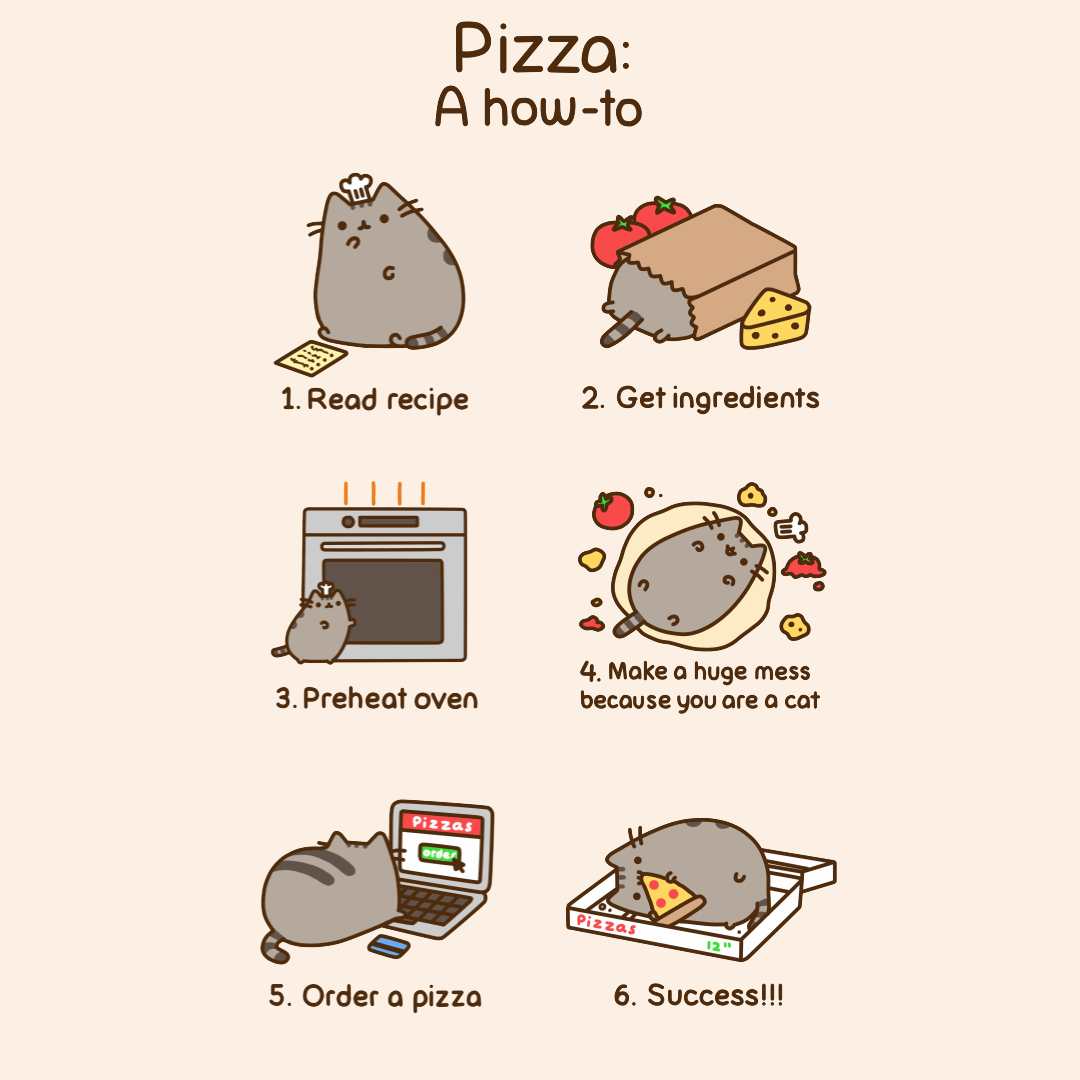 Pizza:
A how-to
1. Read recipe
2. Get ingredients
3. Preheat oven
4. Make a huge mess
because you are a cat
Pizzas
order
5. Order a pizza
Pizzas
12"
6. Success!!!